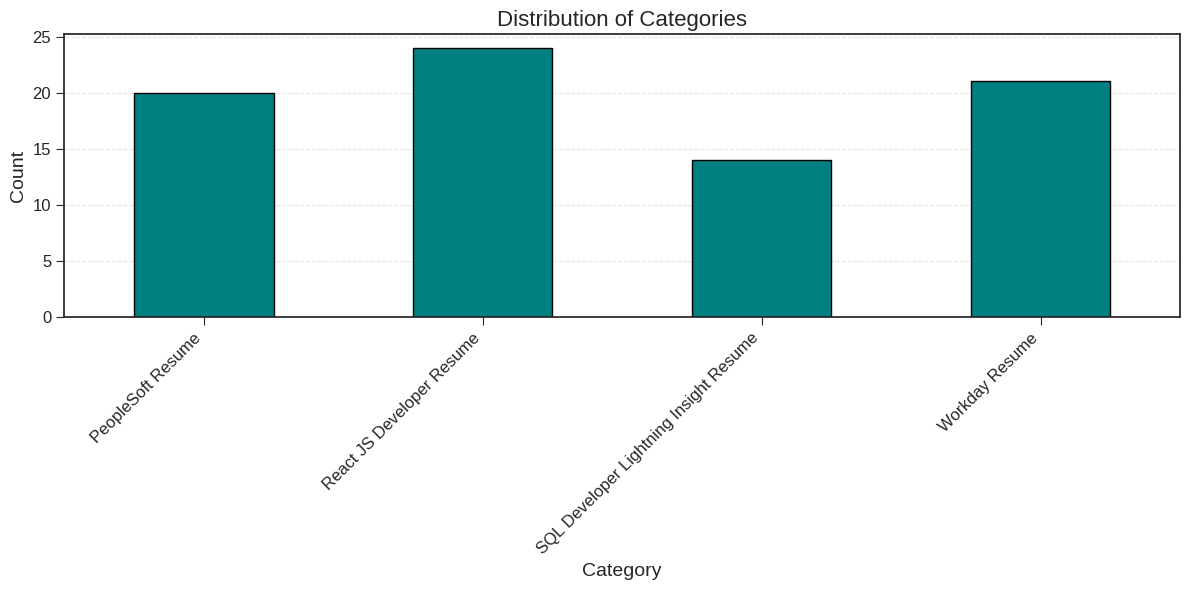 Distribution of Categories
Count
25
20
15
10
5
0
PeopleSoft Resume
React JS Developer Resume
SQL Developer Lightning Insight Resume
Workday Resume
Category